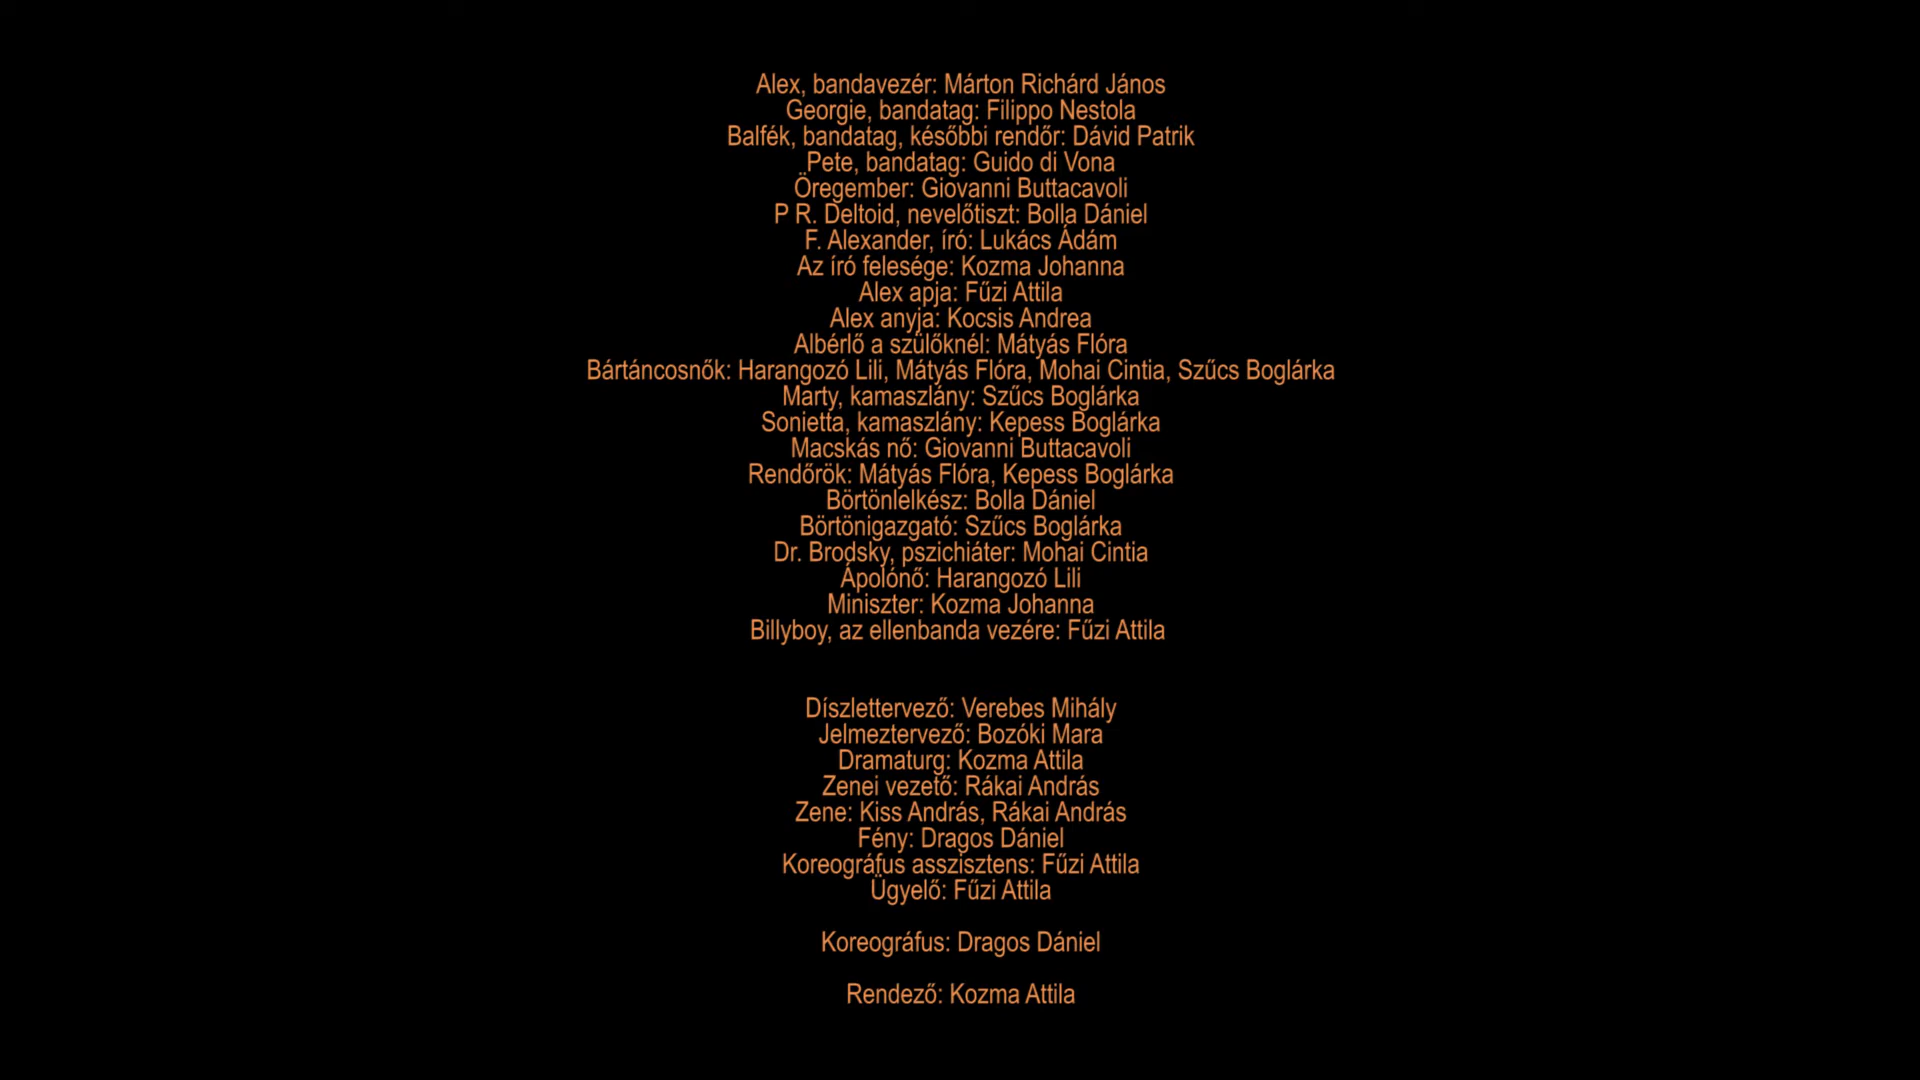 Alex, bandavezér: Márton Richárd János
Georgie, bandatag: Filippo Nestola
Balfék, bandatag, későbbi rendőr: Dávid Patrik
Pete, bandatag: Guido di Vona
Öregember: Giovanni Buttacavoli
P R. Deltoid, nevelőtiszt: Bolla Dániel
F. Alexander, író: Lukács Ádám
Az író felesége: Kozma Johanna
Alex apja: Fűzi Attila
Alex anyja: Kocsis Andrea
Albérlő a szülőknél: Mátyás Flóra
Bártáncosnők: Harangozó Lili, Mátyás Flóra, Mohai Cintia, Szűcs Boglárka
Marty, kamaszlány: Szűcs Boglárka
Sonietta, kamaszlány: Kepess Boglárka
Macskás nő: Giovanni Buttacavoli
Rendőrök: Mátyás Flóra, Kepess Boglárka
Börtönlelkész: Bolla Dániel
Börtönigazgató: Szűcs Boglárka
Dr. Brodsky, pszichiáter: Mohai Cintia
Ápolónő: Harangozó Lili
Miniszter: Kozma Johanna
Billyboy, az ellenbanda vezére: Fűzi Attila
Díszlettervező: Verebes Mihály
Jelmeztervező: Bozóki Mara
Dramaturg: Kozma Attila
Zenei vezető: Rákai András
Zene: Kiss András, Rákai András
Fény: Dragos Dániel
Koreográfus asszisztens: Fűzi Attila
Ügyelő: Fűzi Attila
Koreográfus: Dragos Dániel
Rendező: Kozma Attila